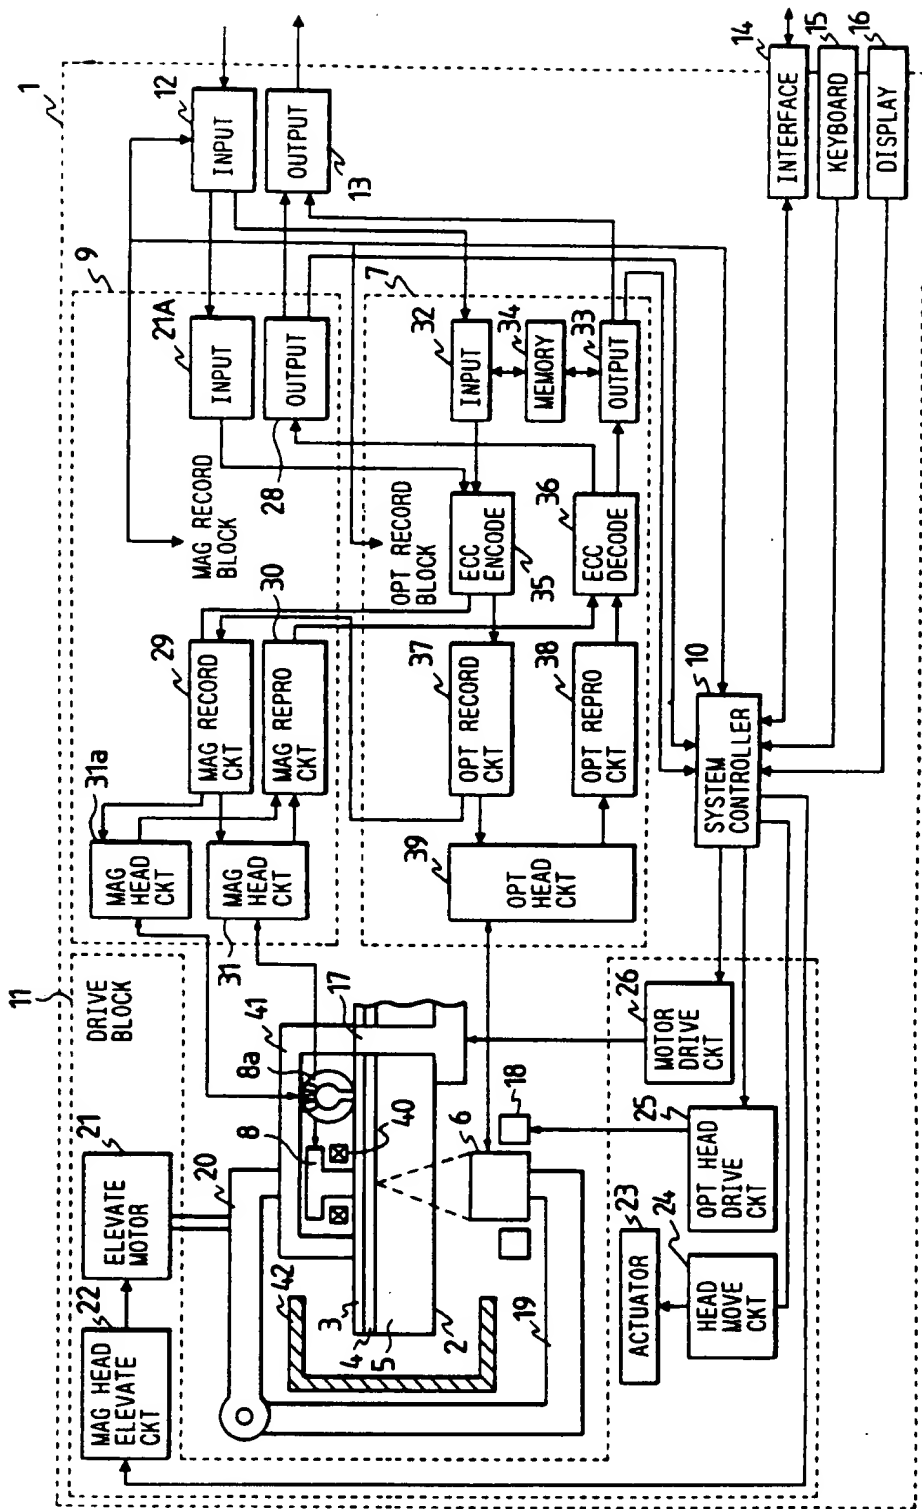 1
11
DRIVE
BLOCK
22
MAG HEAD
ELEVATE
CKT
21
ELEVATE
MOTOR
20
42
41
17
8a
8
40
3
4
5
2
6
18
19
23
ACTUATOR
24
HEAD
MOVE
CKT
25
OPT HEAD
DRIVE
CKT
26
MOTOR
DRIVE
CKT
9
MAG RECORD
BLOCK
31a
MAG
HEAD
CKT
31
MAG
HEAD
CKT
29
MAG RECORD
CKT
30
MAG REPRO
CKT
21A
INPUT
28
OUTPUT
12
INPUT
13
OUTPUT
7
OPT RECORD
BLOCK
39
OPT HEAD
CKT
37
OPT RECORD
CKT
38
OPT REPRO
CKT
35
ECC
ENCODE
36
ECC
DECODE
32
INPUT
34
MEMORY
33
OUTPUT
10
SYSTEM
CONTROLLER
14
INTERFACE
15
KEYBOARD
16
DISPLAY